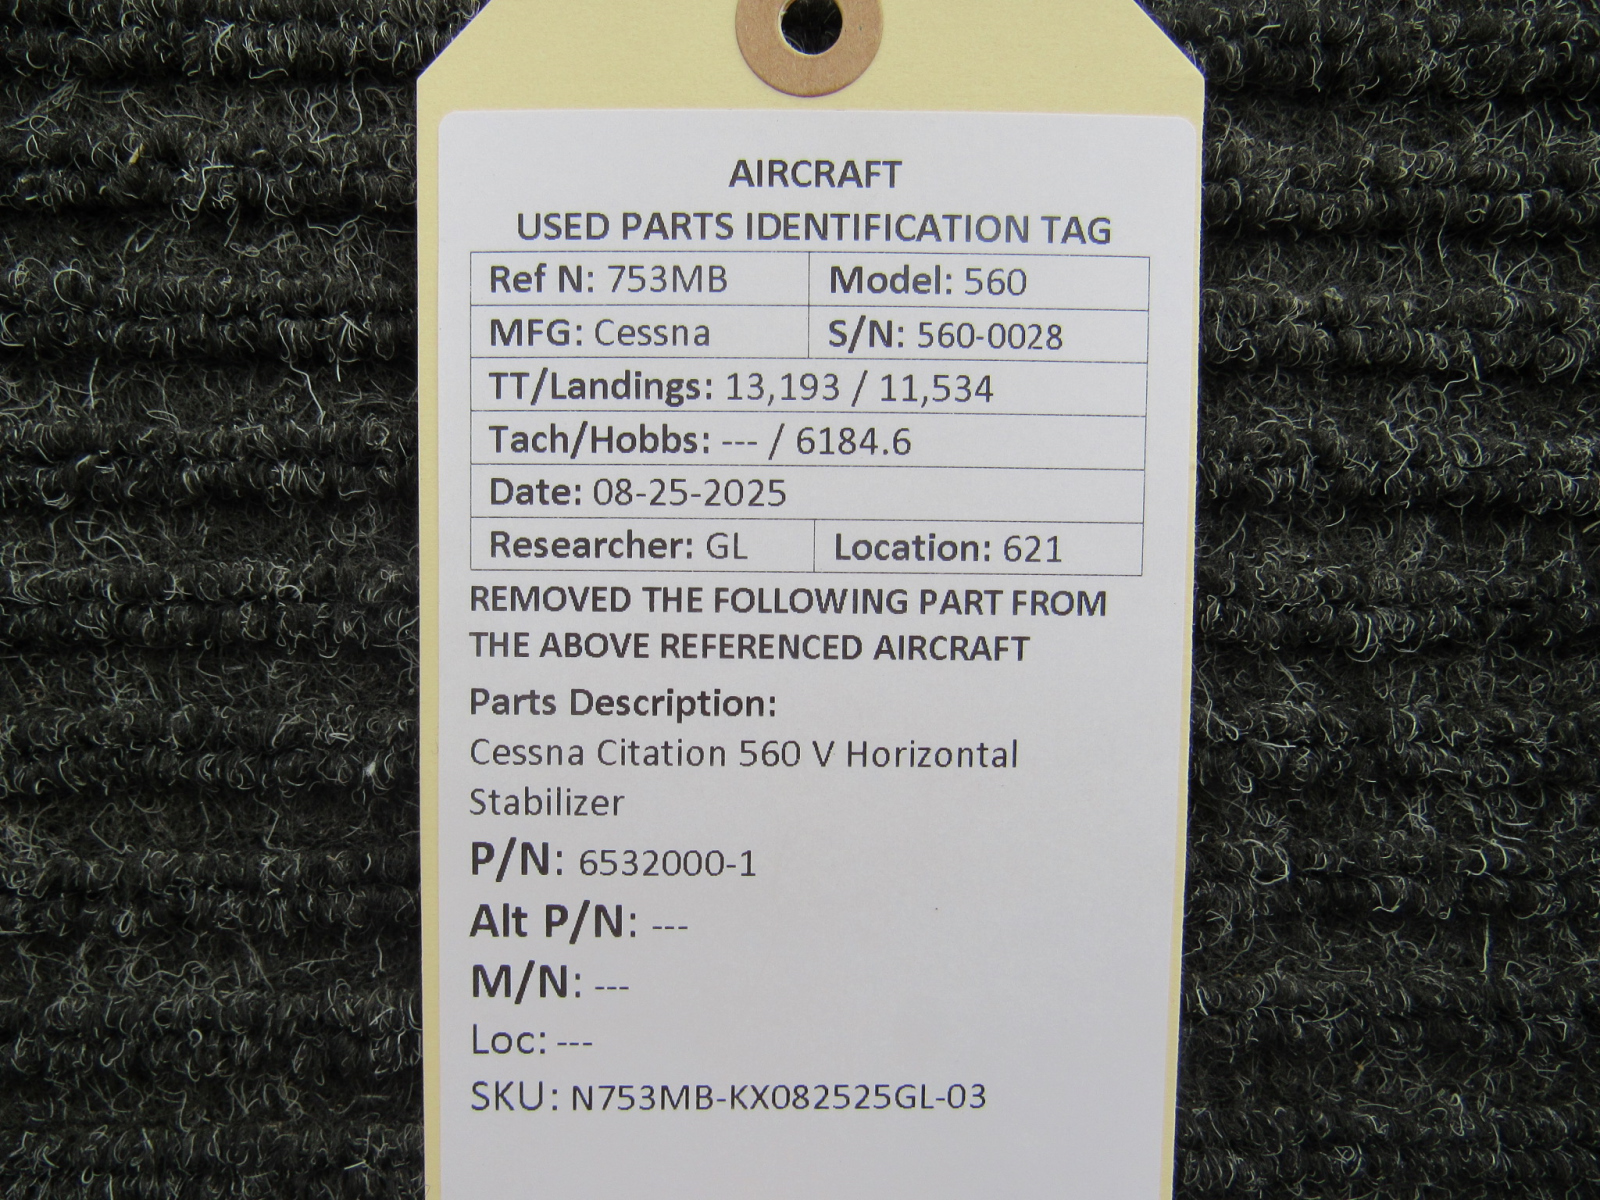 AIRCRAFT
USED PARTS IDENTIFICATION TAG
Ref N: 753MB Model: 560
MFG: Cessna S/N: 560-0028
TT/Landings: 13,193 / 11,534
Tach/Hobbs: --- / 6184.6
Date: 08-25-2025
Researcher: GL Location: 621
REMOVED THE FOLLOWING PART FROM
THE ABOVE REFERENCED AIRCRAFT
Parts Description:
Cessna Citation 560 V Horizontal
Stabilizer
P/N: 6532000-1
Alt P/N: ---
M/N: ---
Loc: ---
SKU: N753MB-KX082525GL-03